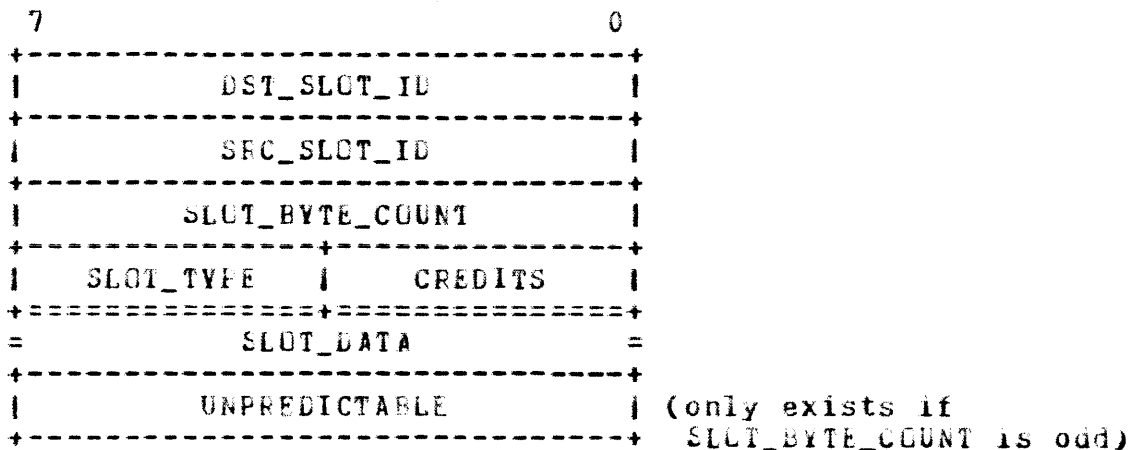 7 0
+-------------------------------+
| DST_SLOT_ID |
+-------------------------------+
| SRC_SLOT_ID |
+-------------------------------+
| SLOT_BYTE_COUNT |
+---------------+---------------+
| SLOT_TYPE | CREDITS |
+===============+===============+
= SLOT_DATA =
+-------------------------------+
| UNPREDICTABLE | (only exists if
+-------------------------------+ SLOT_BYTE_COUNT is odd)